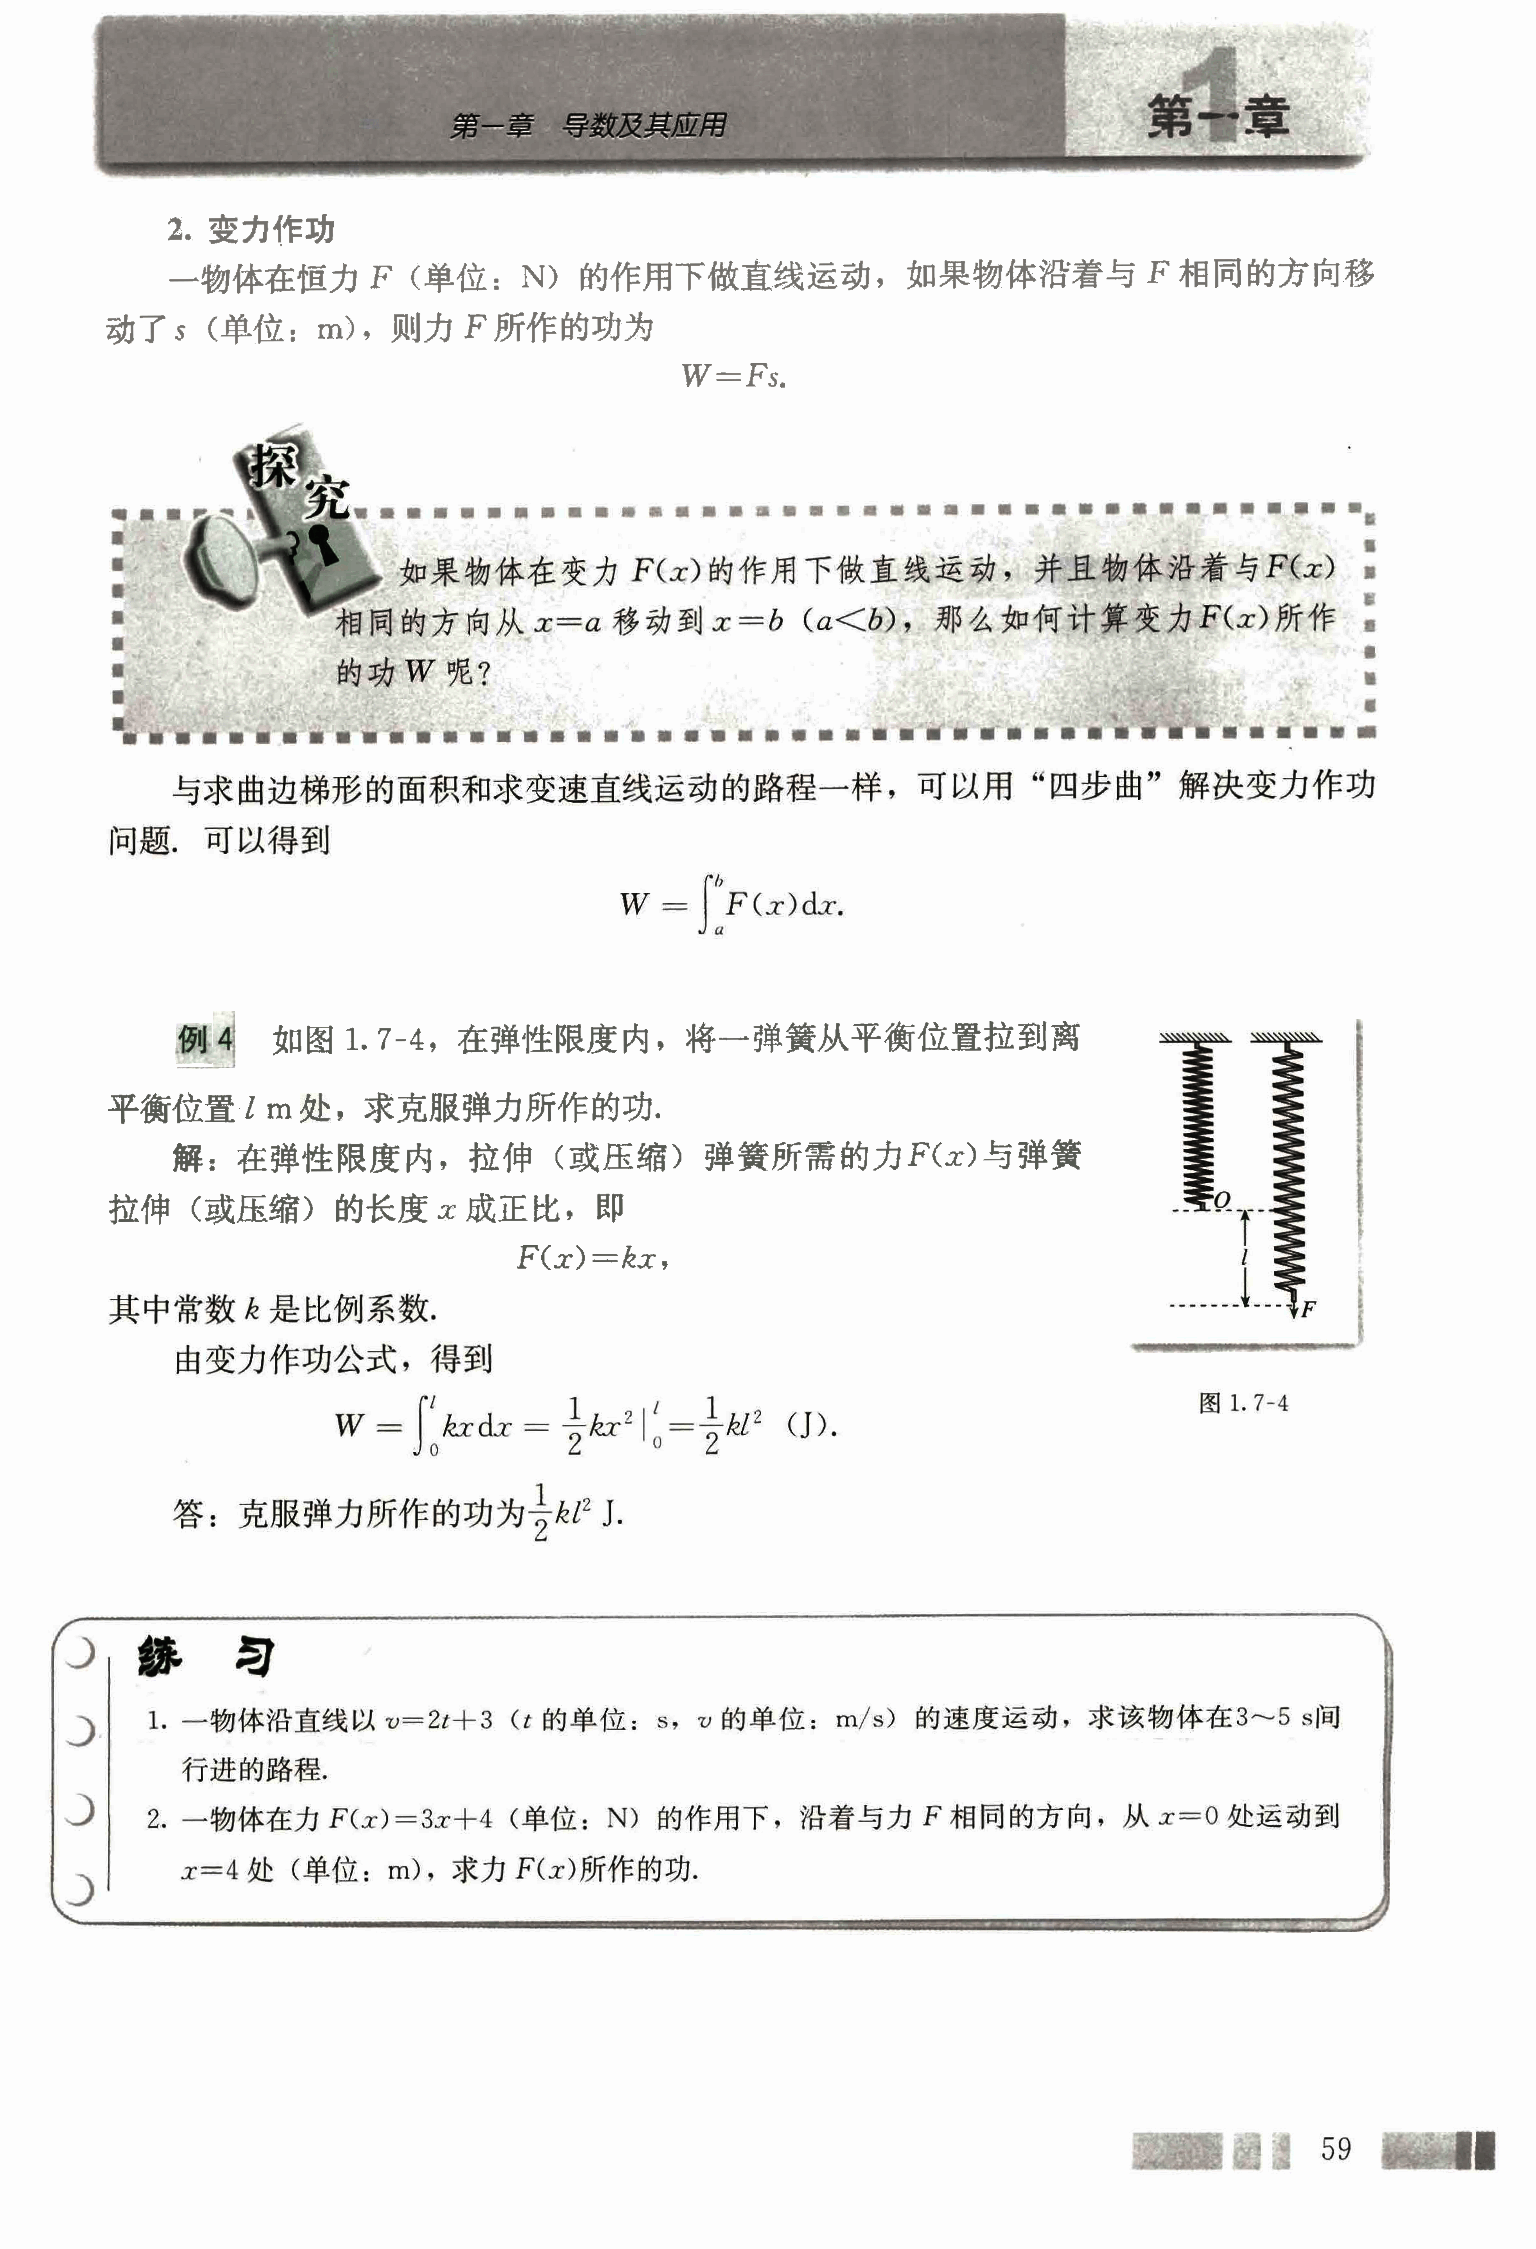 第一章 导数及其应用
第一章
2. 变力作功
一物体在恒力 F（单位：N）的作用下做直线运动，如果物体沿着与 F 相同的方向移
动了 s（单位：m），则力 F 所作的功为
W=Fs.
探究
如果物体在变力 F(x)的作用下做直线运动，并且物体沿着与F(x)
相同的方向从 x=a 移动到 x=b（a<b），那么如何计算变力F(x)所作
的功 W 呢？
与求曲边梯形的面积和求变速直线运动的路程一样，可以用“四步曲”解决变力作功
问题. 可以得到
W = ∫_a^b F(x)dx.
例 4 如图 1.7-4，在弹性限度内，将一弹簧从平衡位置拉到离
平衡位置 l m 处，求克服弹力所作的功.
解：在弹性限度内，拉伸（或压缩）弹簧所需的力F(x)与弹簧
拉伸（或压缩）的长度 x 成正比，即
F(x)=kx，
其中常数 k 是比例系数.
由变力作功公式，得到
W = ∫_0^l kxdx = 1/2 kx²|_0^l = 1/2 kl² (J).
答：克服弹力所作的功为 1/2 kl² J.
O
l
F
图 1.7-4
练 习
1. 一物体沿直线以 v=2t+3（t 的单位：s，v 的单位：m/s）的速度运动，求该物体在3～5 s间
行进的路程.
2. 一物体在力 F(x)=3x+4（单位：N）的作用下，沿着与力 F 相同的方向，从 x=0 处运动到
x=4 处（单位：m），求力 F(x)所作的功.
59